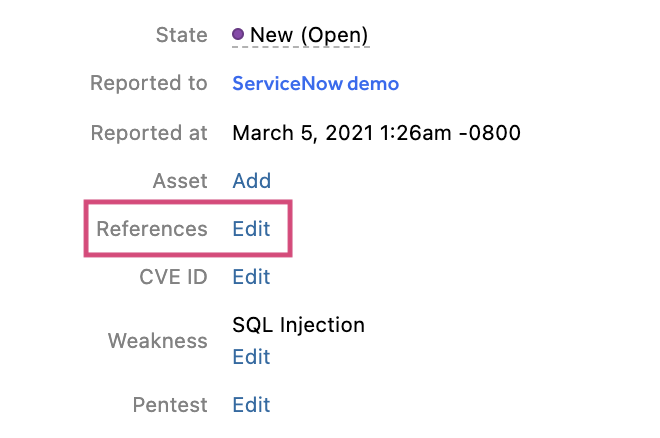 State New (Open)
Reported to ServiceNow demo
Reported at March 5, 2021 1:26am -0800
Asset Add
References Edit
CVE ID Edit
Weakness SQL Injection
Edit
Pentest Edit